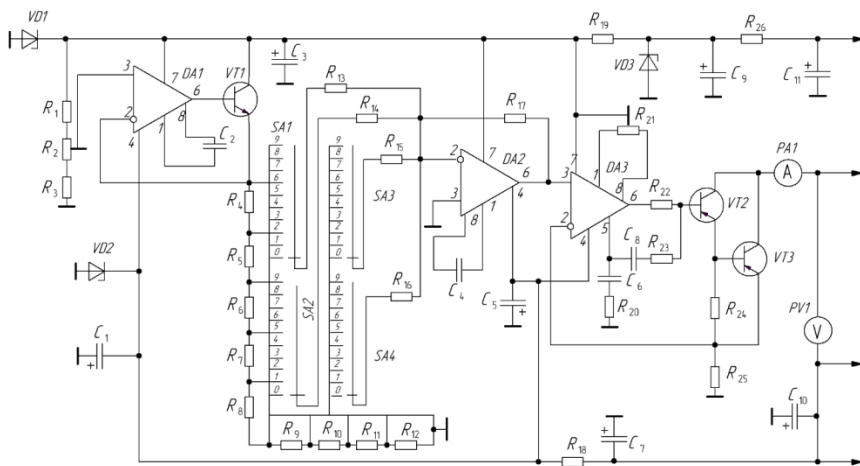 VD1
R19
R26
C3
VD3
C9
C11
3
7
DA1
6
VT1
2
4
1
8
C2
R1
R2
R3
R13
R14
R17
R15
SA1
9
8
7
6
5
4
3
2
1
0
9
8
7
6
5
4
3
2
1
0
SA3
2
3
7
DA2
6
4
8
1
C4
C5
R21
7
3
1
DA3
8
6
2
4
5
R22
VT2
PA1
A
C8
R23
VT3
C6
R20
R24
R25
PV1
V
C10
R4
R5
R6
R7
R8
VD2
C1
9
8
7
6
5
4
3
2
1
0
SA2
9
8
7
6
5
4
3
2
1
0
R16
SA4
R9
R10
R11
R12
R18
C7